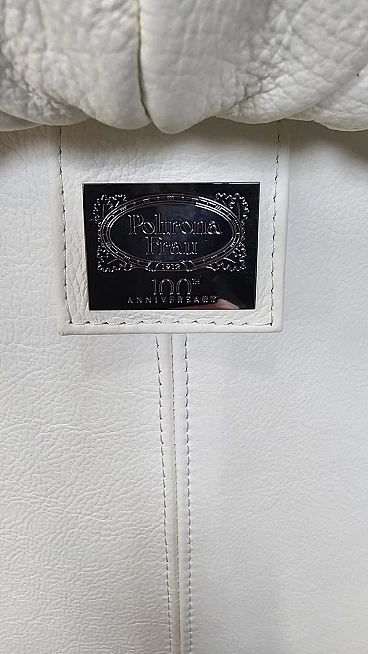 Poltrona
Frau
1912
100TH
ANNIVERSARY